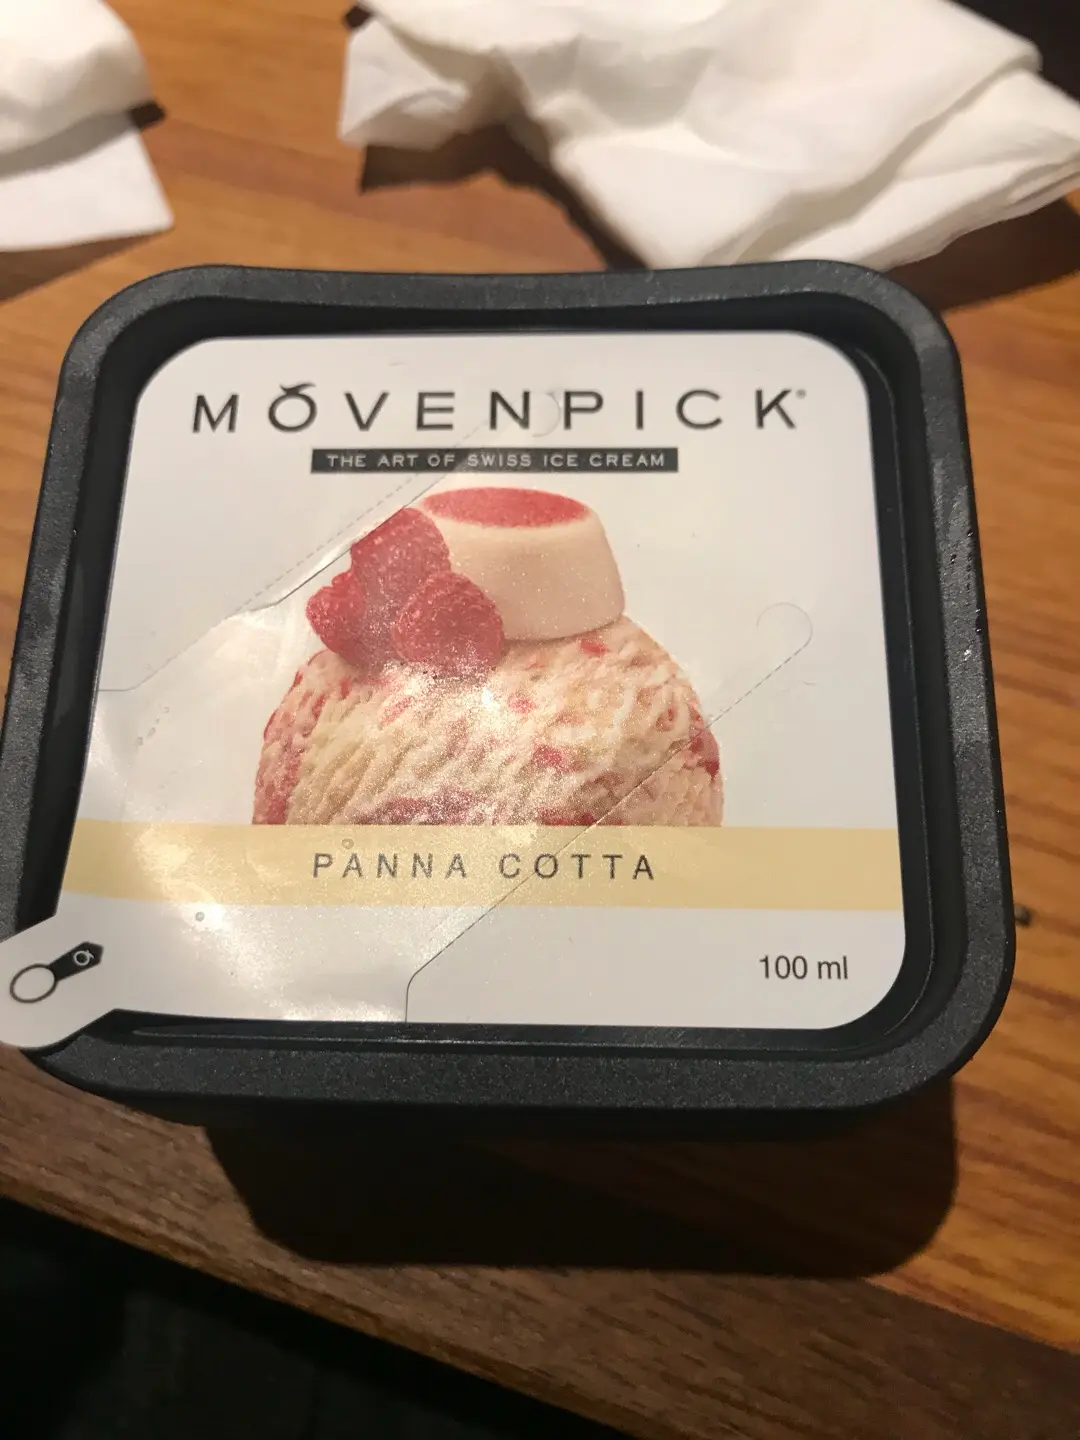 MÖVENPICK®
THE ART OF SWISS ICE CREAM
PANNA COTTA
100 ml